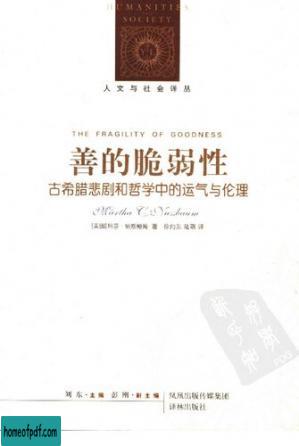 HUMANITIES
SOCIETY
人文与社会译丛
THE FRAGILITY OF GOODNESS
善的脆弱性
古希腊悲剧和哲学中的运气与伦理
Martha C. Nussbaum
[美国]玛莎·纳斯鲍姆 著 徐向东 陆萌 译
刘东·主编 彭刚·副主编
凤凰出版传媒集团
译林出版社
homeofpdf.com